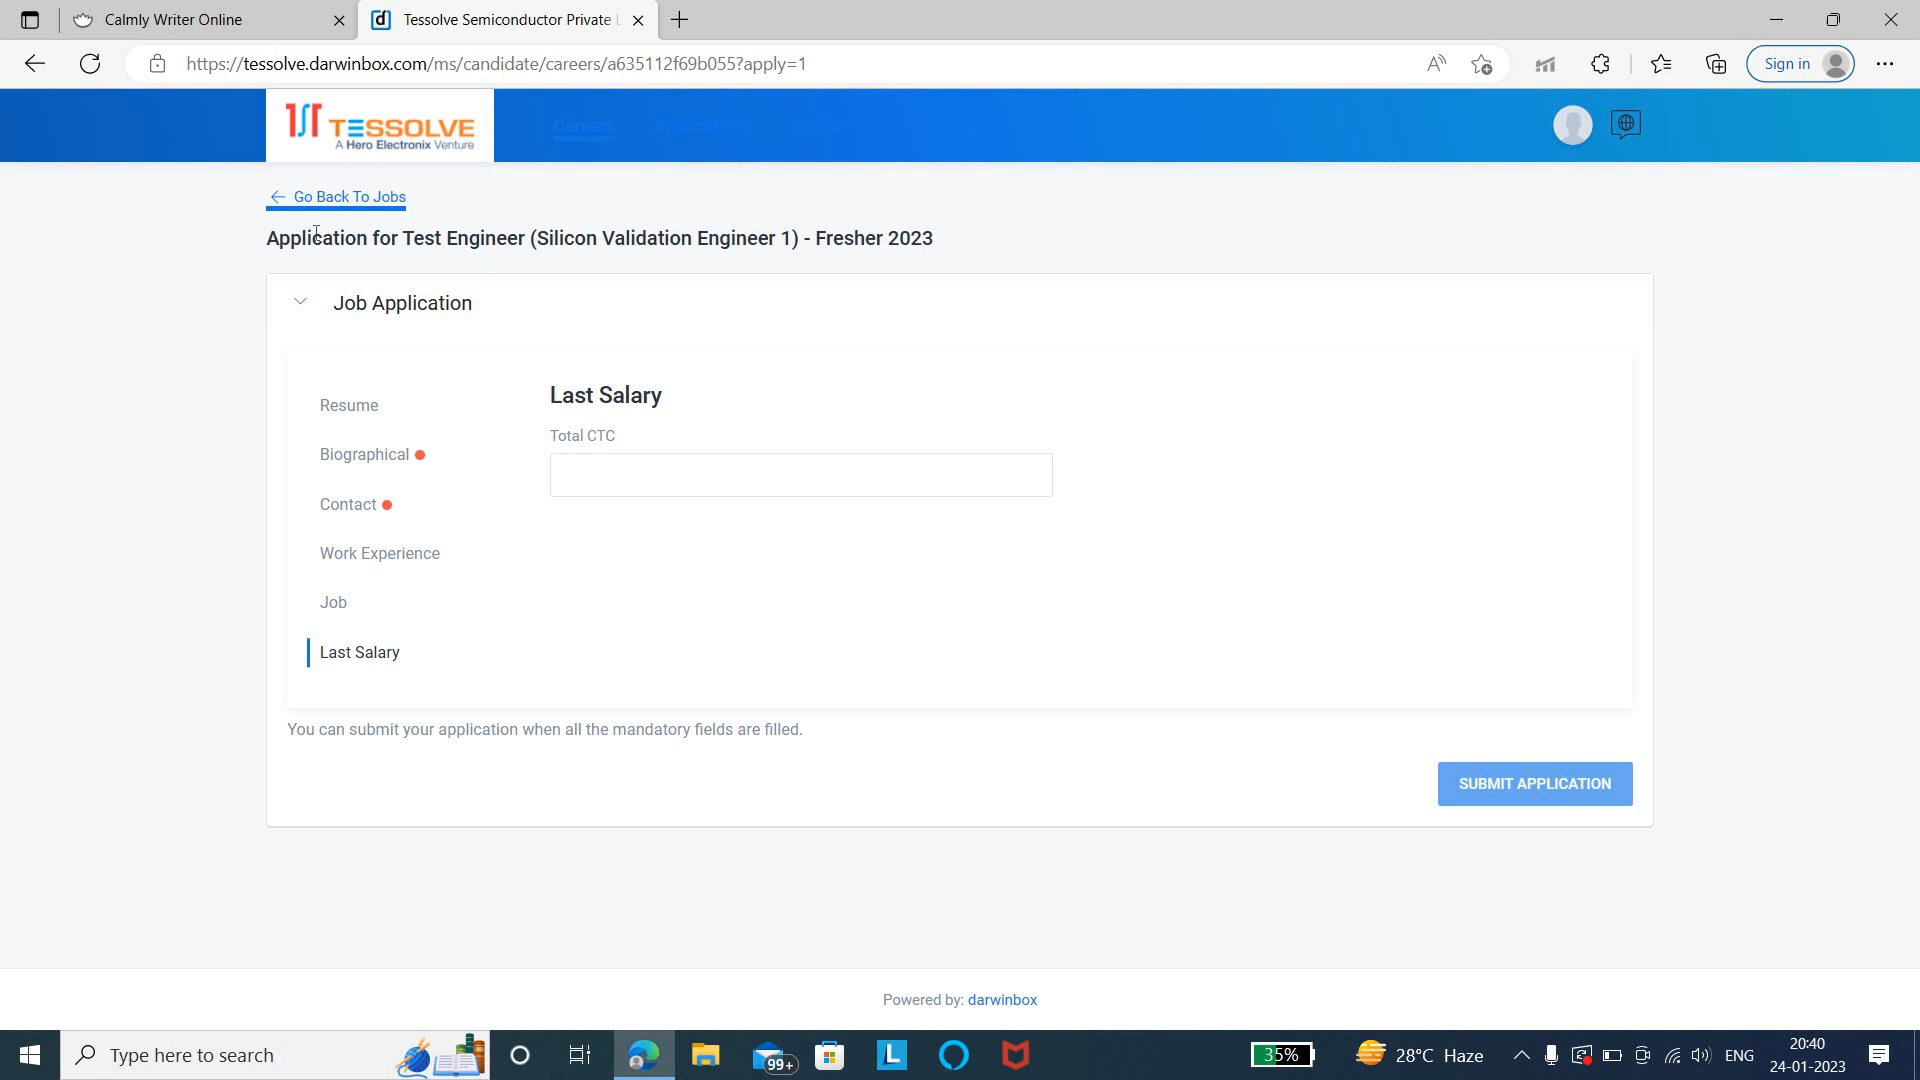 Calmly Writer Online
Tessolve Semiconductor Private L
https://tessolve.darwinbox.com/ms/candidate/careers/a635112f69b055?apply=1
Sign in
TESSOLVE
A Hero Electronix Venture
Careers
Go Back To Jobs
Application for Test Engineer (Silicon Validation Engineer 1) - Fresher 2023
Job Application
Resume
Biographical
Contact
Work Experience
Job
Last Salary
Last Salary
Total CTC
You can submit your application when all the mandatory fields are filled.
SUBMIT APPLICATION
Powered by: darwinbox
Type here to search
99+
L
35%
28°C Haze
ENG
20:40
24-01-2023